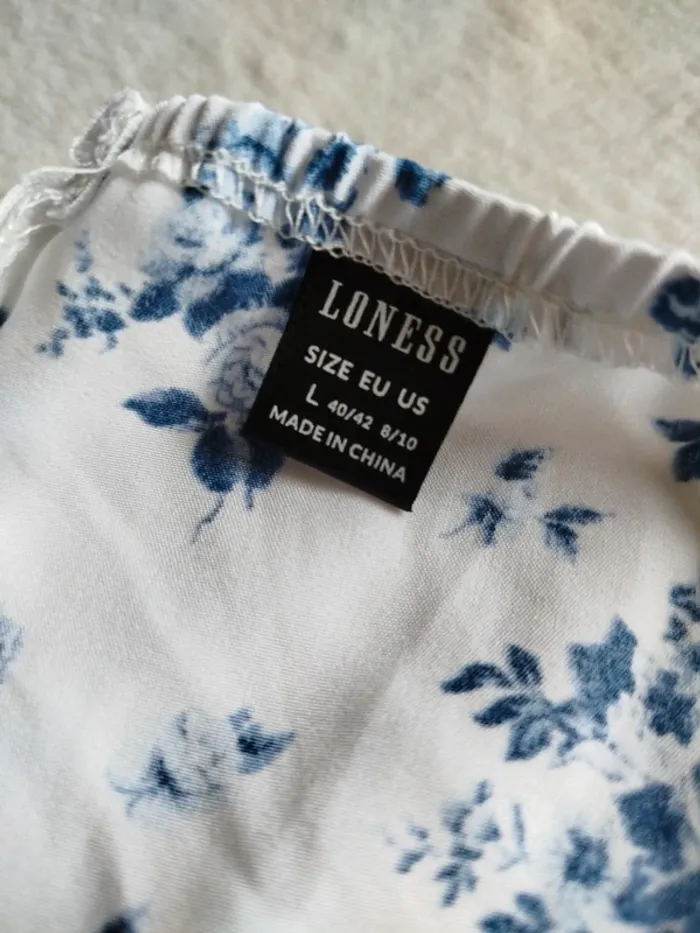 LONESS
SIZE EU US
L 40/42 8/10
MADE IN CHINA